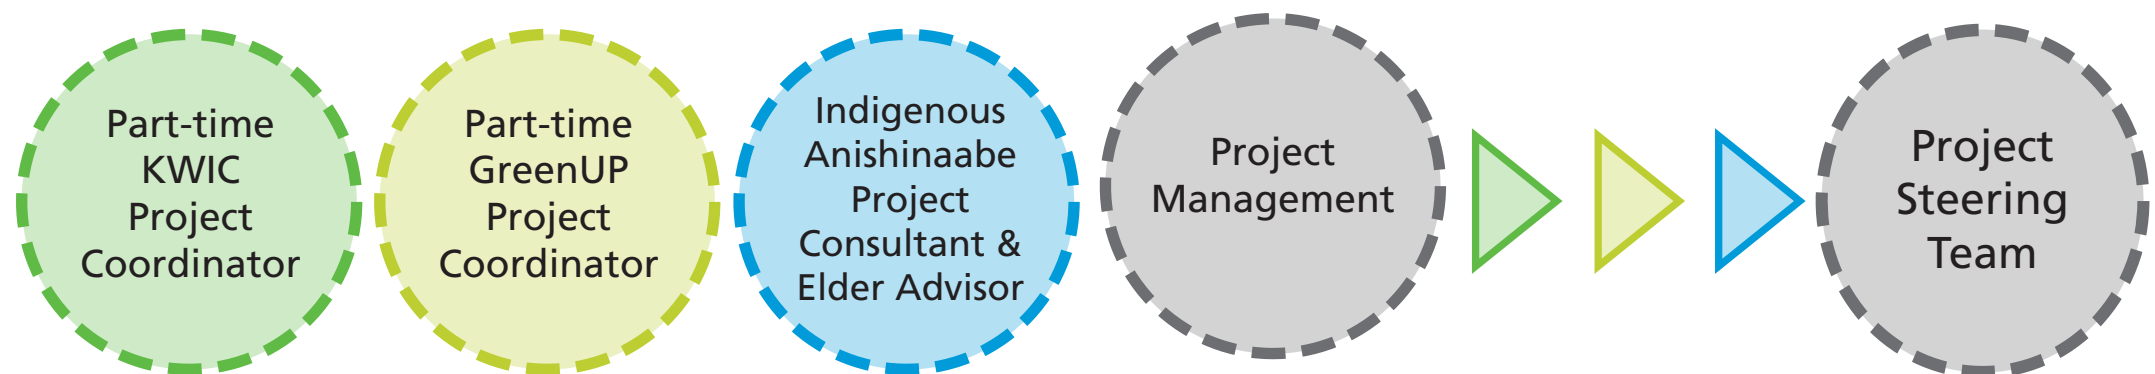 Part-time
KWIC
Project
Coordinator
Part-time
GreenUP
Project
Coordinator
Indigenous
Anishinaabe
Project
Consultant &
Elder Advisor
Project
Management
Project
Steering
Team